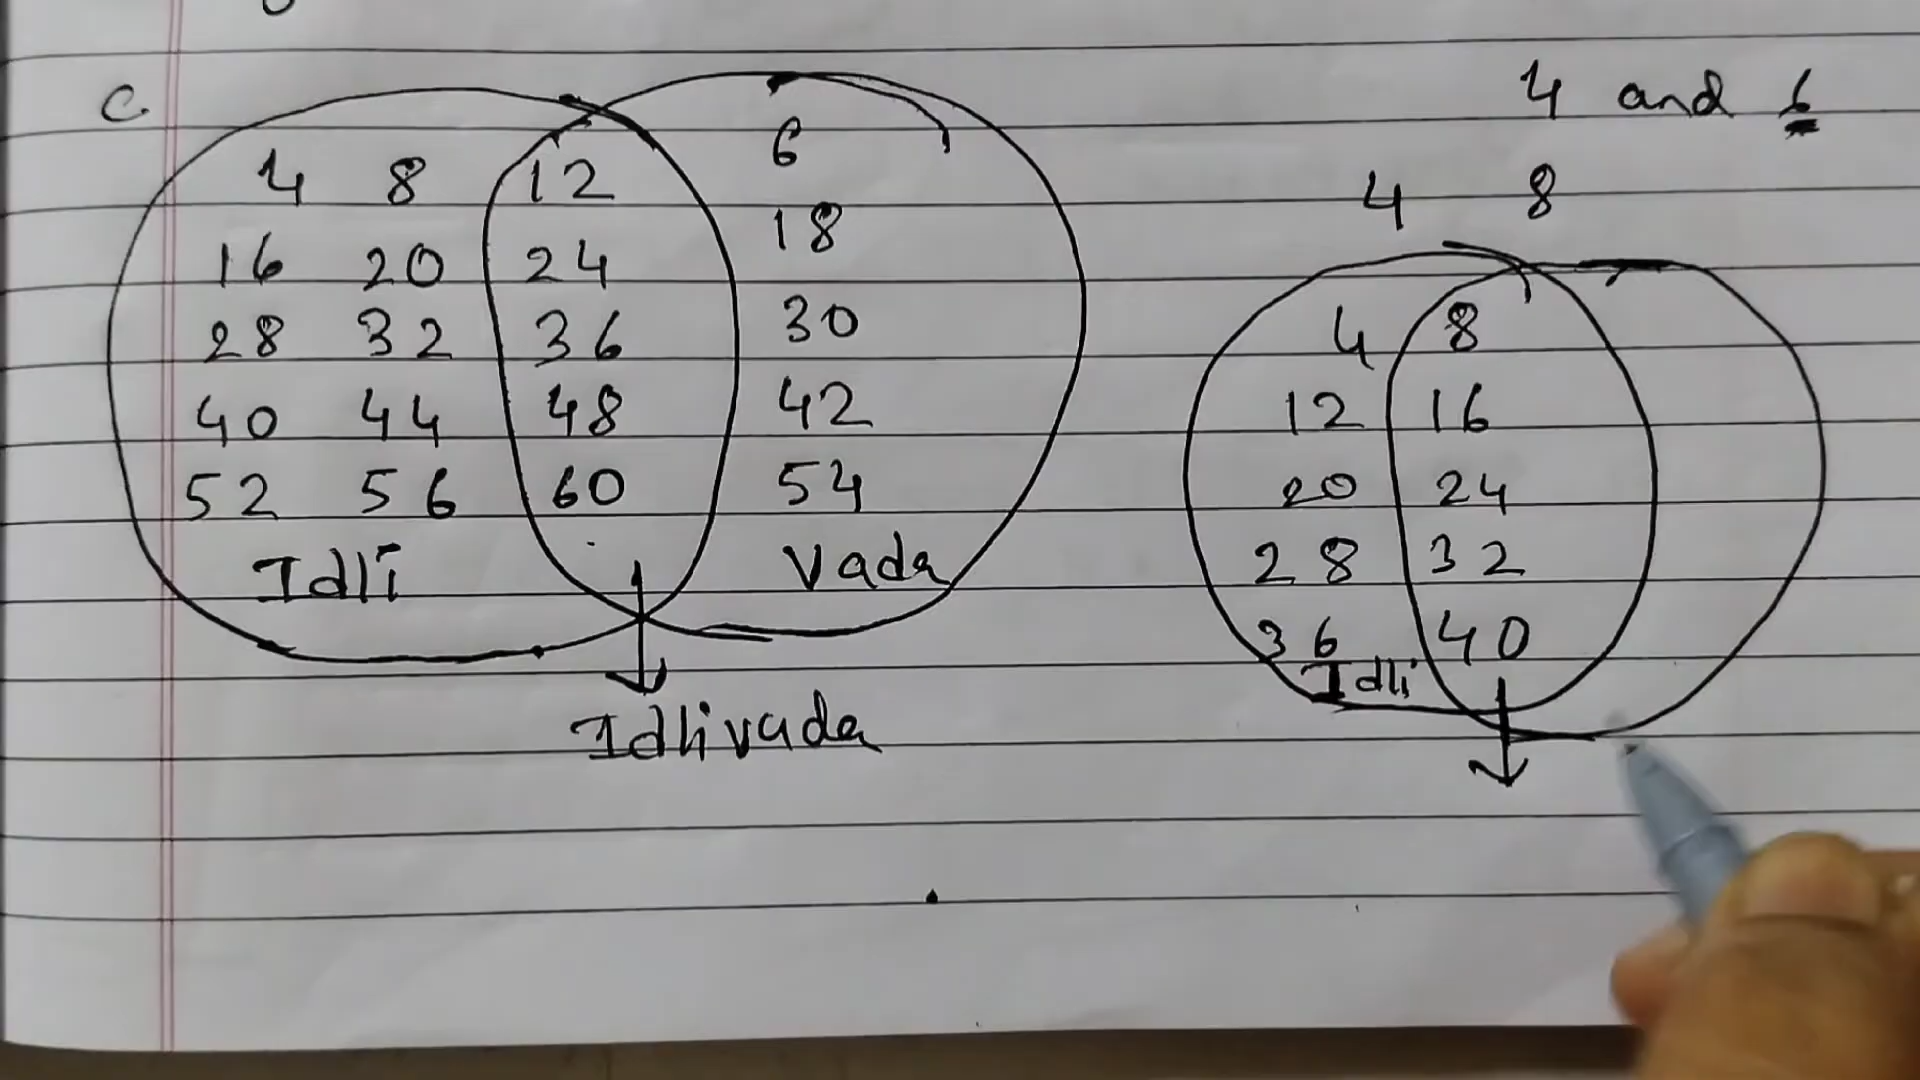 c.
4 8 12 6
16 20 24 18
28 32 36 30
40 44 48 42
52 56 60 54
Idli Vada
Idlivada
4 and 6
4 8
4 8
12 16
20 24
28 32
36 40
Idli